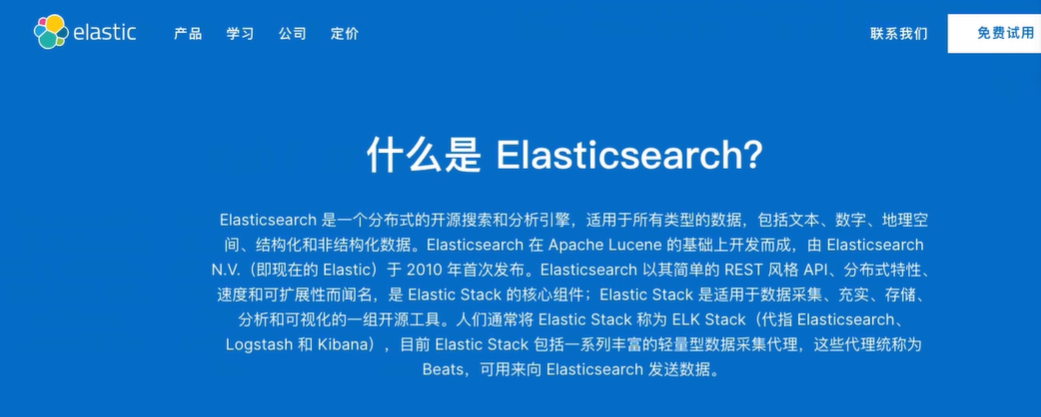 elastic 产品 学习 公司 定价 联系我们 免费试用
什么是 Elasticsearch?
Elasticsearch 是一个分布式的开源搜索和分析引擎，适用于所有类型的数据，包括文本、数字、地理空
间、结构化和非结构化数据。Elasticsearch 在 Apache Lucene 的基础上开发而成，由 Elasticsearch
N.V.（即现在的 Elastic）于 2010 年首次发布。Elasticsearch 以其简单的 REST 风格 API、分布式特性、
速度和可扩展性而闻名，是 Elastic Stack 的核心组件；Elastic Stack 是适用于数据采集、充实、存储、
分析和可视化的一组开源工具。人们通常将 Elastic Stack 称为 ELK Stack（代指 Elasticsearch、
Logstash 和 Kibana），目前 Elastic Stack 包括一系列丰富的轻量型数据采集代理，这些代理统称为
Beats，可用来向 Elasticsearch 发送数据。